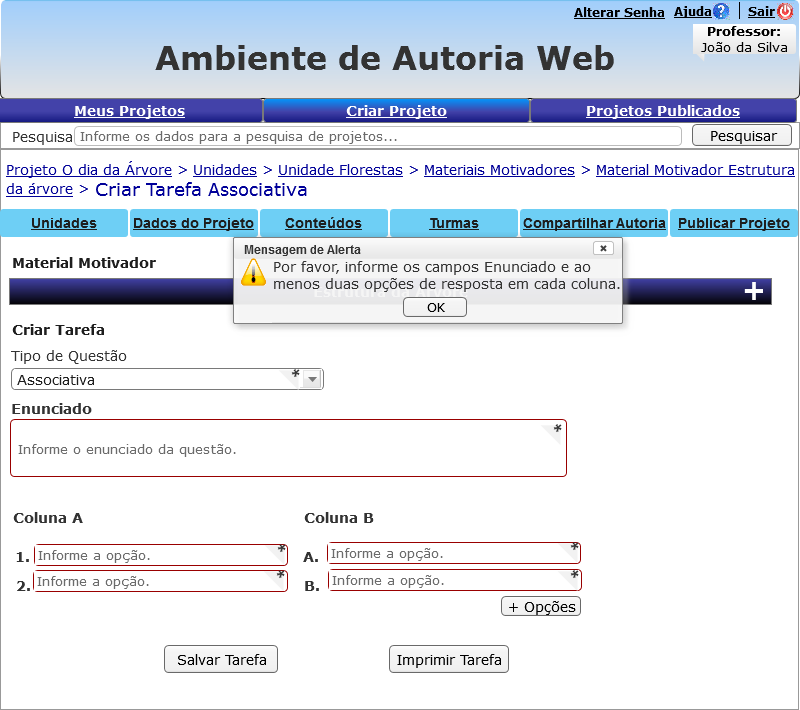 Alterar Senha Ajuda? Sair
Professor:
João da Silva
Ambiente de Autoria Web
Meus Projetos Criar Projeto Projetos Publicados
Pesquisa Informe os dados para a pesquisa de projetos... Pesquisar
Projeto O dia da Árvore > Unidades > Unidade Florestas > Materiais Motivadores > Material Motivador Estrutura
da árvore > Criar Tarefa Associativa
Unidades Dados do Projeto Conteúdos Turmas Compartilhar Autoria Publicar Projeto
Mensagem de Alerta ×
Material Motivador
Por favor, informe os campos Enunciado e ao
menos duas opções de resposta em cada coluna.
Estrutura da Árvore +
OK
Criar Tarefa
Tipo de Questão
Associativa *
Enunciado
Informe o enunciado da questão. *
Coluna A Coluna B
1. Informe a opção. * A. Informe a opção. *
2. Informe a opção. * B. Informe a opção. *
+ Opções
Salvar Tarefa Imprimir Tarefa